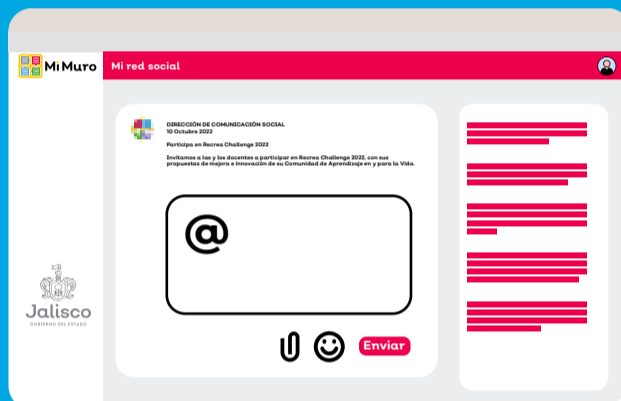 Mi Muro
Mi red social
DIRECCIÓN DE COMUNICACIÓN SOCIAL
10 Octubre 2022
Participa en Recrea Challenge 2022
Invitamos a las y los docentes a participar en Recrea Challenge 2022, con sus
propuestas de mejora e innovación de su Comunidad de Aprendizaje en y para la Vida.
@
Enviar
Jalisco
GOBIERNO DEL ESTADO